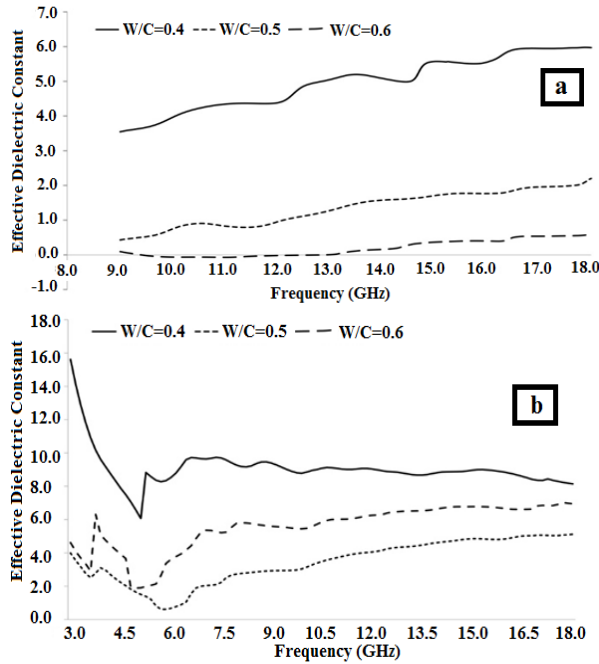 W/C=0.4 W/C=0.5 W/C=0.6
Effective Dielectric Constant
6.0
5.0
4.0
3.0
2.0
1.0
0.0
-1.0
a
8.0 9.0 10.0 11.0 12.0 13.0 14.0 15.0 16.0 17.0 18.0
Frequency (GHz)
W/C=0.4 W/C=0.5 W/C=0.6
Effective Dielectric Constant
18.0
16.0
14.0
12.0
10.0
8.0
6.0
4.0
2.0
0.0
b
3.0 4.5 6.0 7.5 9.0 10.5 12.0 13.5 15.0 16.5 18.0
Frequency (GHz)